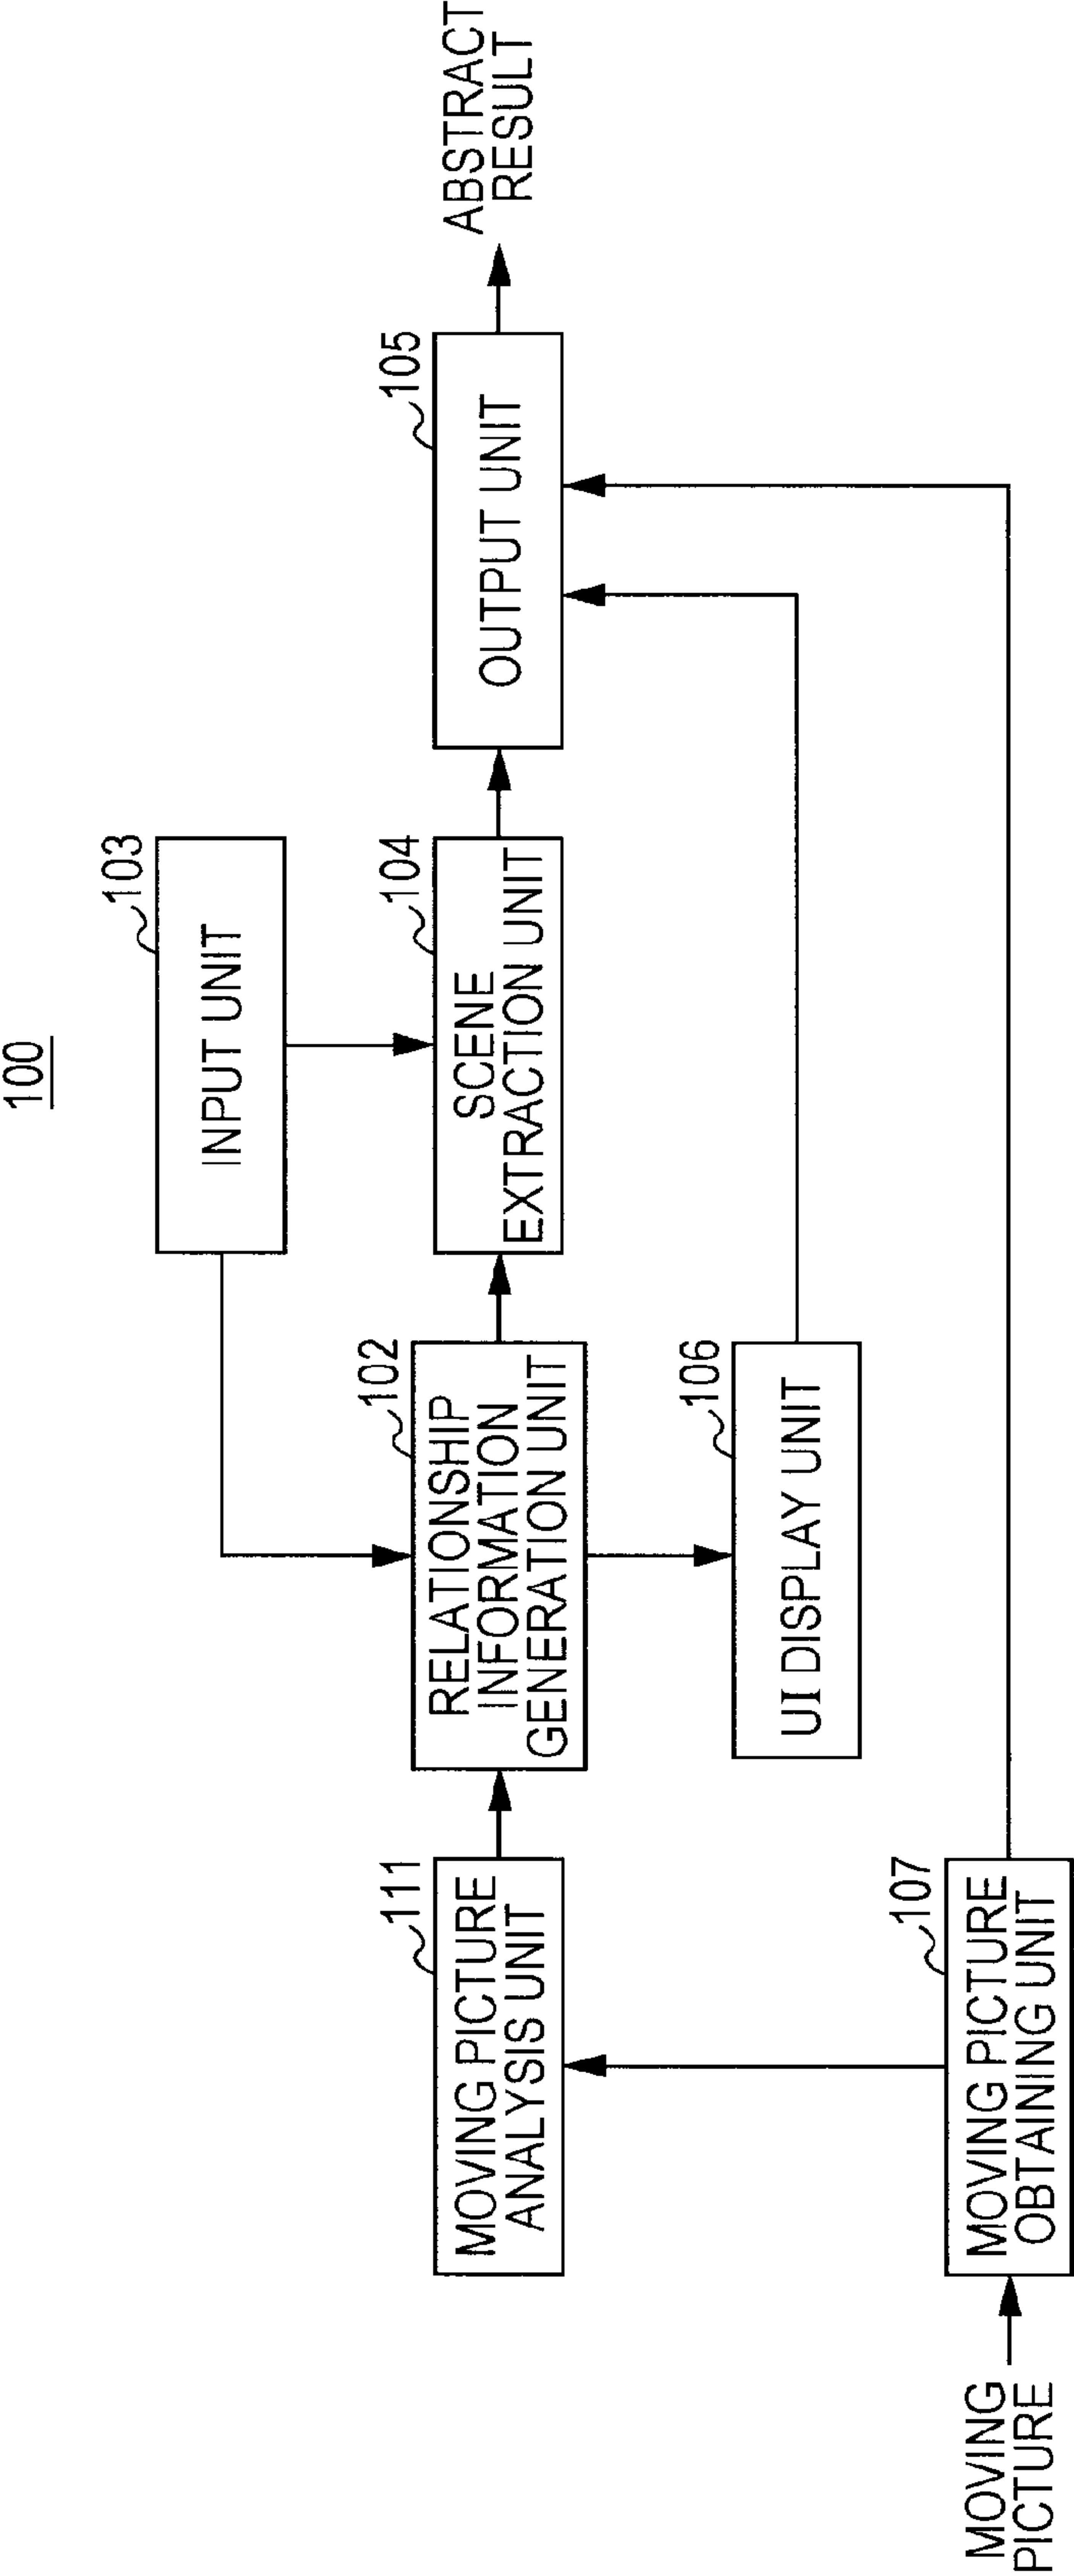 100
103
INPUT UNIT
111
MOVING PICTURE
ANALYSIS UNIT
102
RELATIONSHIP
INFORMATION
GENERATION UNIT
104
SCENE
EXTRACTION UNIT
105
OUTPUT UNIT
ABSTRACT
RESULT
106
UI DISPLAY UNIT
MOVING
PICTURE
107
MOVING PICTURE
OBTAINING UNIT